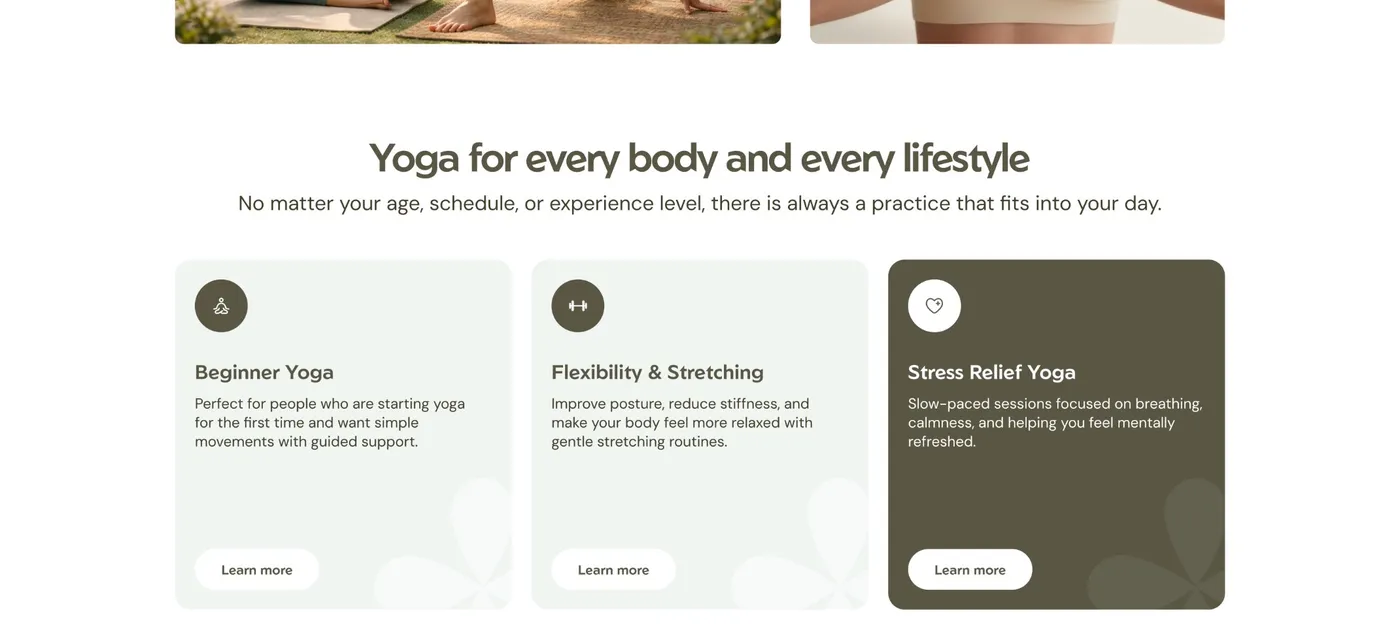 Yoga for every body and every lifestyle
No matter your age, schedule, or experience level, there is always a practice that fits into your day.
Beginner Yoga
Perfect for people who are starting yoga
for the first time and want simple
movements with guided support.
Learn more
Flexibility & Stretching
Improve posture, reduce stiffness, and
make your body feel more relaxed with
gentle stretching routines.
Learn more
Stress Relief Yoga
Slow-paced sessions focused on breathing,
calmness, and helping you feel mentally
refreshed.
Learn more